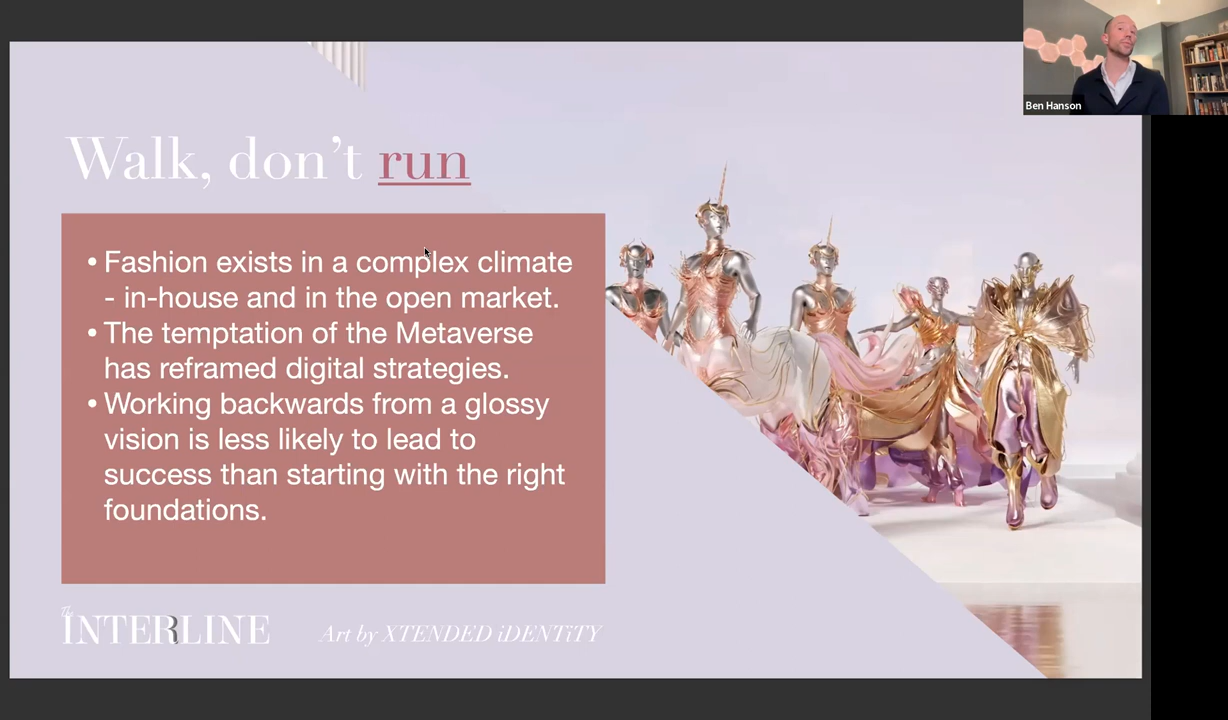 Ben Hanson
Walk, don’t run
• Fashion exists in a complex climate
- in-house and in the open market.
• The temptation of the Metaverse
has reframed digital strategies.
• Working backwards from a glossy
vision is less likely to lead to
success than starting with the right
foundations.
The
INTERLINE
Art by XTENDED iDENTiTY